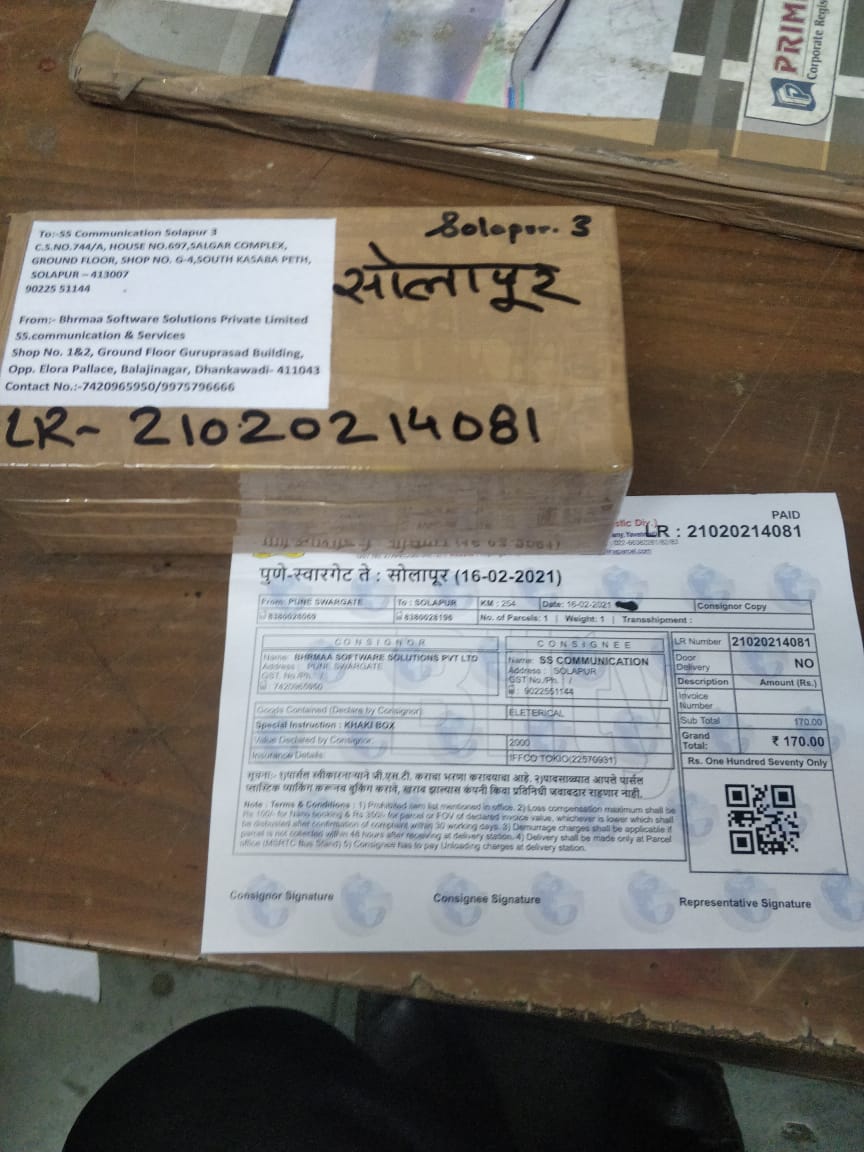 PRIM
Corporate Regis
To:-SS Communication Solapur 3
C.S.NO.744/A, HOUSE NO.697,SALGAR COMPLEX,
GROUND FLOOR, SHOP NO. G-4,SOUTH KASABA PETH,
SOLAPUR – 413007
90225 51144
From:- Bhrmaa Software Solutions Private Limited
SS.communication & Services
Shop No. 1&2, Ground Floor Guruprasad Building,
Opp. Elora Pallace, Balajinagar, Dhankawadi- 411043
Contact No.:-7420965950/9975796666
Solapur. 3
सोलापूर
LR- 21020214081
PAID
LR : 21020214081
पुणे-स्वारगेट ते : सोलापूर (16-02-2021)
From: PUNE SWARGATE To : SOLAPUR KM : 254 Date: 16-02-2021 Consignor Copy
No. of Parcels: 1 Weight: 1 Transshipment :
CONSIGNOR
Name: BHRMAA SOFTWARE SOLUTIONS PVT LTD
Address : PUNE SWARGATE
GST No./Ph. /
7420965950
CONSIGNEE
Name: SS COMMUNICATION
Address : SOLAPUR
GST No./Ph. /
: 9022551144
Goods Contained (Declare by Consignor): ELETERICAL
Special Instruction : KHAKI BOX
Value Declared by Consignor: 2000
Insurance Details: IFFCO TOKIO(22570931)
LR Number 21020214081
Door Delivery NO
Description Amount (Rs.)
Invoice Number
Sub Total 170.00
Grand Total: ₹ 170.00
Rs. One Hundred Seventy Only
सूचना:- १)पार्सल स्वीकारनाऱ्याने जी.एस.टी. कराचा भरणा करावयाचा आहे. २)पावसाळ्यात आपले पार्सल
प्लास्टिक पॅकिंग करूनच बुकिंग करावे, खराब झाल्यास कंपनी किंवा प्रतिनिधी जवाबदार राहणार नाही.
Note : Terms & Conditions : 1) Prohibited item list mentioned in office. 2) Loss compensation maximum shall be
Rs 100/- for Nano booking & Rs 350/- for parcel or FOV of declared invoice value, whichever is lower which shall
be disbursed after confirmation of complaint within 30 working days. 3) Demurrage charges shall be applicable if
parcel is not collected within 48 hours after receiving at delivery station. 4) Delivery shall be made only at Parcel
office (MSRTC Bus Stand) 5) Consignee has to pay Unloading charges at delivery station.
Consignor Signature
Consignee Signature
Representative Signature